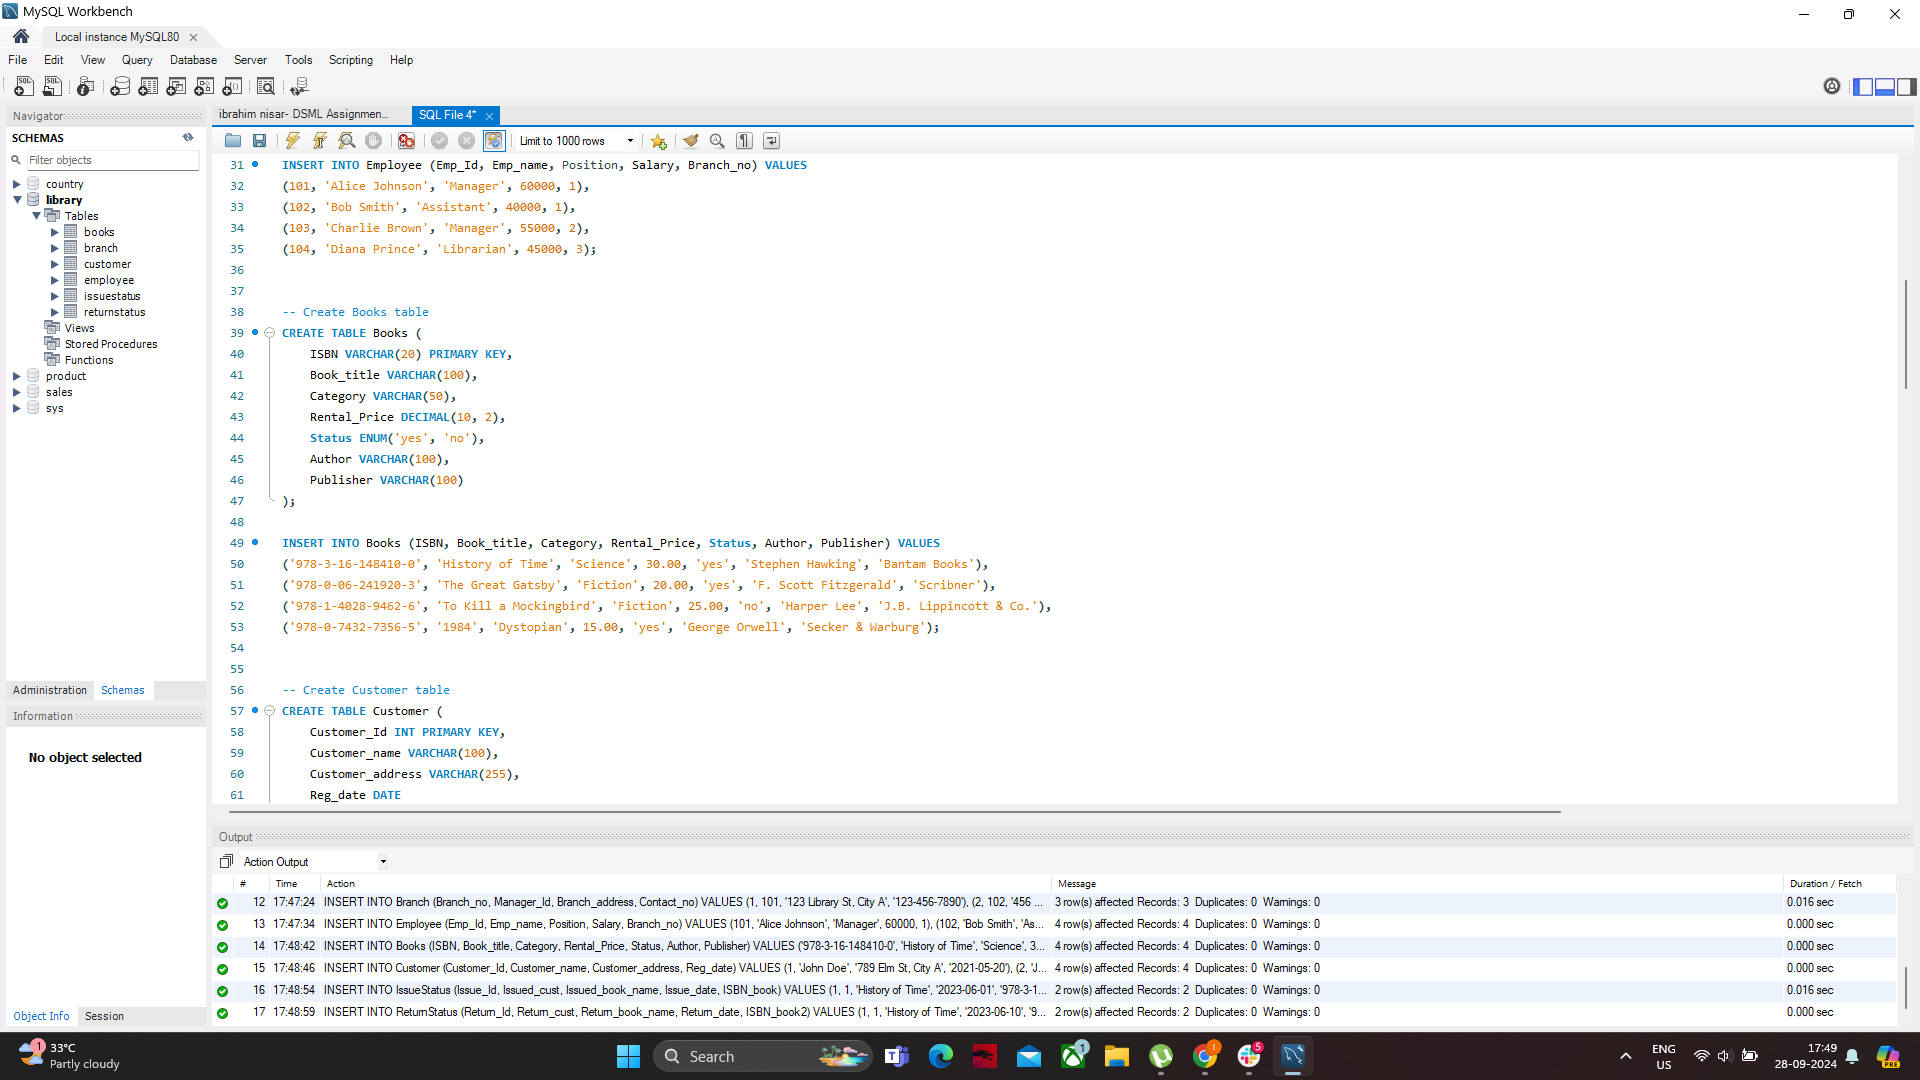 MySQL Workbench
Local instance MySQL80
File Edit View Query Database Server Tools Scripting Help
Navigator
SCHEMAS
Filter objects
country
library
Tables
books
branch
customer
employee
issuestatus
returnstatus
Views
Stored Procedures
Functions
product
sales
sys
Administration Schemas
Information
No object selected
Object Info Session
ibrahim nisar- DSML Assignmen...
SQL File 4*
Limit to 1000 rows
31 INSERT INTO Employee (Emp_Id, Emp_name, Position, Salary, Branch_no) VALUES
32 (101, 'Alice Johnson', 'Manager', 60000, 1),
33 (102, 'Bob Smith', 'Assistant', 40000, 1),
34 (103, 'Charlie Brown', 'Manager', 55000, 2),
35 (104, 'Diana Prince', 'Librarian', 45000, 3);
36
37
38 -- Create Books table
39 CREATE TABLE Books (
40 ISBN VARCHAR(20) PRIMARY KEY,
41 Book_title VARCHAR(100),
42 Category VARCHAR(50),
43 Rental_Price DECIMAL(10, 2),
44 Status ENUM('yes', 'no'),
45 Author VARCHAR(100),
46 Publisher VARCHAR(100)
47 );
48
49 INSERT INTO Books (ISBN, Book_title, Category, Rental_Price, Status, Author, Publisher) VALUES
50 ('978-3-16-148410-0', 'History of Time', 'Science', 30.00, 'yes', 'Stephen Hawking', 'Bantam Books'),
51 ('978-0-06-241920-3', 'The Great Gatsby', 'Fiction', 20.00, 'yes', 'F. Scott Fitzgerald', 'Scribner'),
52 ('978-1-4028-9462-6', 'To Kill a Mockingbird', 'Fiction', 25.00, 'no', 'Harper Lee', 'J.B. Lippincott & Co.'),
53 ('978-0-7432-7356-5', '1984', 'Dystopian', 15.00, 'yes', 'George Orwell', 'Secker & Warburg');
54
55
56 -- Create Customer table
57 CREATE TABLE Customer (
58 Customer_Id INT PRIMARY KEY,
59 Customer_name VARCHAR(100),
60 Customer_address VARCHAR(255),
61 Reg_date DATE
Output
Action Output
# Time Action Message Duration / Fetch
12 17:47:24 INSERT INTO Branch (Branch_no, Manager_Id, Branch_address, Contact_no) VALUES (1, 101, '123 Library St, City A', '123-456-7890'), (2, 102, '456 ... 3 row(s) affected Records: 3 Duplicates: 0 Warnings: 0 0.016 sec
13 17:47:34 INSERT INTO Employee (Emp_Id, Emp_name, Position, Salary, Branch_no) VALUES (101, 'Alice Johnson', 'Manager', 60000, 1), (102, 'Bob Smith', 'As... 4 row(s) affected Records: 4 Duplicates: 0 Warnings: 0 0.000 sec
14 17:48:42 INSERT INTO Books (ISBN, Book_title, Category, Rental_Price, Status, Author, Publisher) VALUES ('978-3-16-148410-0', 'History of Time', 'Science', 3... 4 row(s) affected Records: 4 Duplicates: 0 Warnings: 0 0.000 sec
15 17:48:46 INSERT INTO Customer (Customer_Id, Customer_name, Customer_address, Reg_date) VALUES (1, 'John Doe', '789 Elm St, City A', '2021-05-20'), (2, 'J... 4 row(s) affected Records: 4 Duplicates: 0 Warnings: 0 0.000 sec
16 17:48:54 INSERT INTO IssueStatus (Issue_Id, Issued_cust, Issued_book_name, Issue_date, ISBN_book) VALUES (1, 1, 'History of Time', '2023-06-01', '978-3-1... 2 row(s) affected Records: 2 Duplicates: 0 Warnings: 0 0.016 sec
17 17:48:59 INSERT INTO ReturnStatus (Return_Id, Return_cust, Return_book_name, Return_date, ISBN_book2) VALUES (1, 1, 'History of Time', '2023-06-10', '9... 2 row(s) affected Records: 2 Duplicates: 0 Warnings: 0 0.000 sec
1
33°C
Partly cloudy
Search
1
5
ENG
US
17:49
28-09-2024
PRE